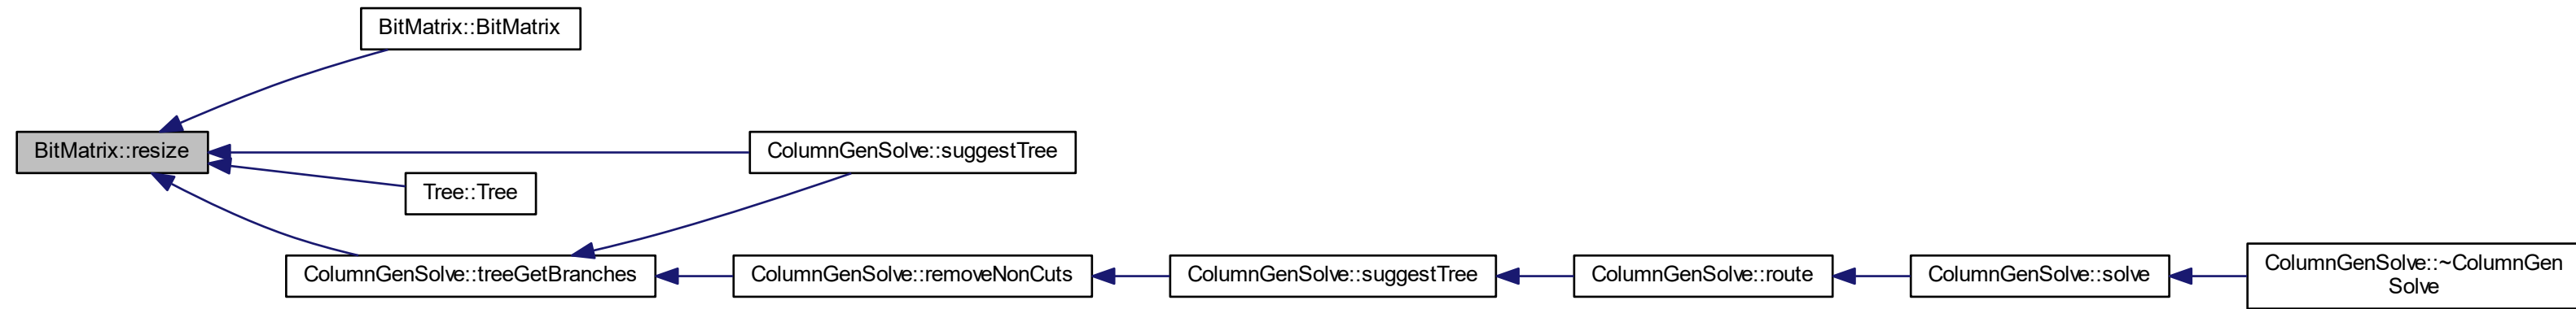 BitMatrix::BitMatrix
BitMatrix::resize
ColumnGenSolve::suggestTree
Tree::Tree
ColumnGenSolve::treeGetBranches
ColumnGenSolve::removeNonCuts
ColumnGenSolve::suggestTree
ColumnGenSolve::route
ColumnGenSolve::solve
ColumnGenSolve::~ColumnGen
Solve